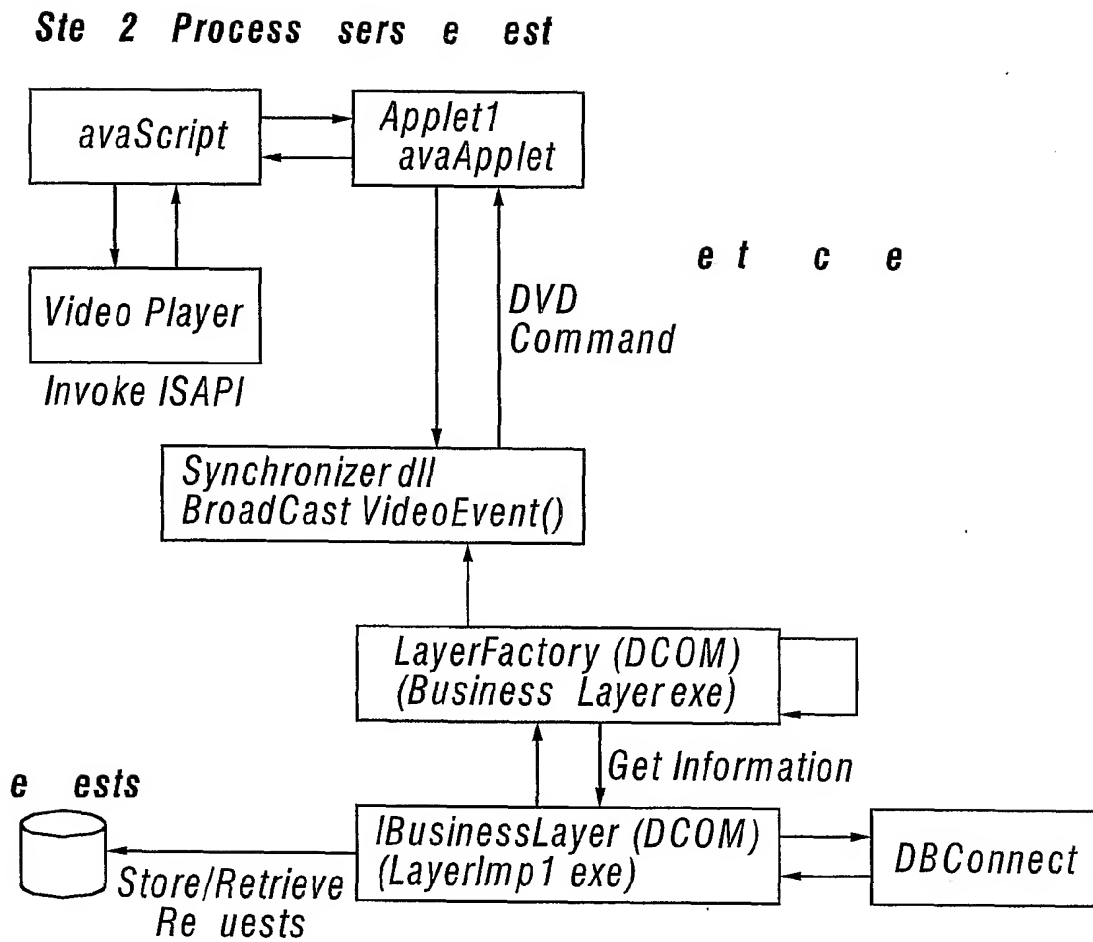 Ste 2 Process sers e est
avaScript
Applet1
avaApplet
Video Player
Invoke ISAPI
e t c e
DVD
Command
Synchronizer dll
BroadCast VideoEvent()
LayerFactory (DCOM)
(Business Layer exe)
Get Information
e ests
IBusinessLayer (DCOM)
(LayerImp1 exe)
DBConnect
Store/Retrieve
Re uests